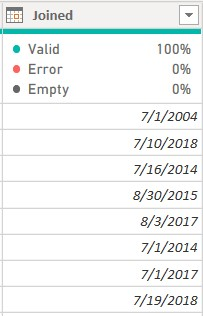 Joined
Valid 100%
Error 0%
Empty 0%
7/1/2004
7/10/2018
7/16/2014
8/30/2015
8/3/2017
7/1/2014
7/1/2017
7/19/2018